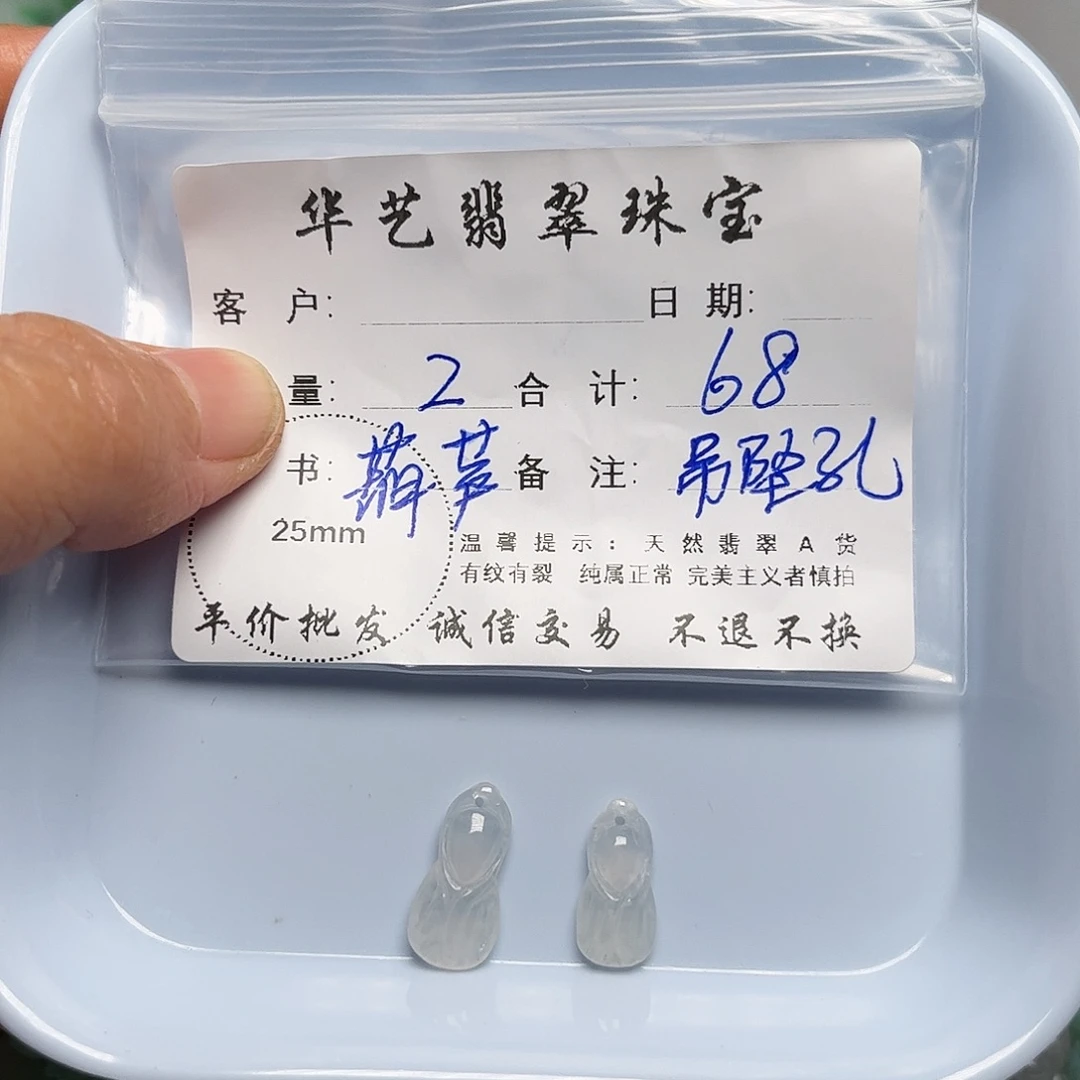 华艺翡翠珠宝
客 户: 日 期:
量: 2 合 计: 68
书: 葫芦 备 注: 吊坠孔
25mm
温馨提示:天然翡翠A货
有纹有裂 纯属正常 完美主义者慎拍
平价批发 诚信交易 不退不换